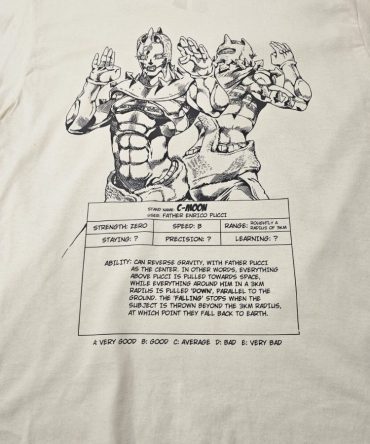 STAND NAME: C-MOON
USER: FATHER ENRICO PUCCI
STRENGTH: ZERO
SPEED: B
RANGE: ROUGHLY A RADIUS OF 3KM
STAYING: ?
PRECISION: ?
LEARNING: ?
ABILITY: CAN REVERSE GRAVITY, WITH FATHER PUCCI
AS THE CENTER. IN OTHER WORDS, EVERYTHING
ABOVE PUCCI IS PULLED TOWARDS SPACE,
WHILE EVERYTHING AROUND HIM IN A 3KM
RADIUS IS PULLED 'DOWN', PARALLEL TO THE
GROUND. THE 'FALLING' STOPS WHEN THE
SUBJECT IS THROWN BEYOND THE 3KM RADIUS,
AT WHICH POINT THEY FALL BACK TO EARTH.
A: VERY GOOD B: GOOD C: AVERAGE D: BAD E: VERY BAD